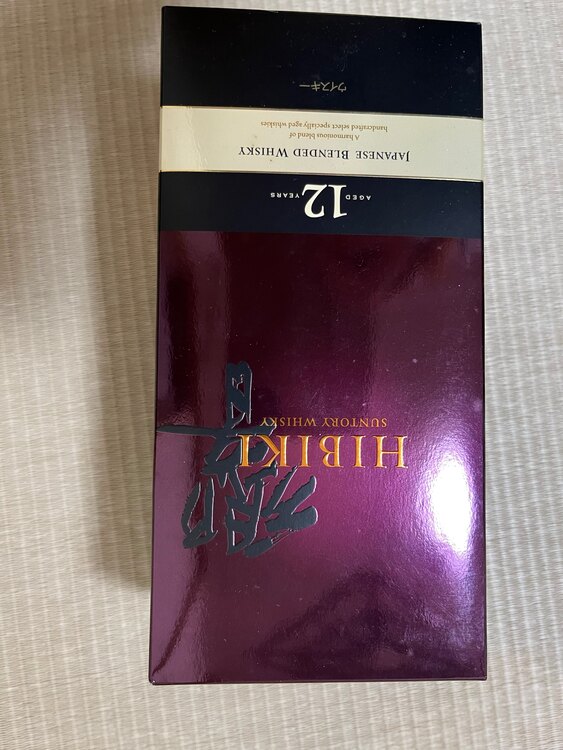 響
HIBIKI
SUNTORY WHISKY
AGED 12 YEARS
JAPANESE BLENDED WHISKY
A harmonious blend of
handcrafted select specially aged whiskies
ウイスキー